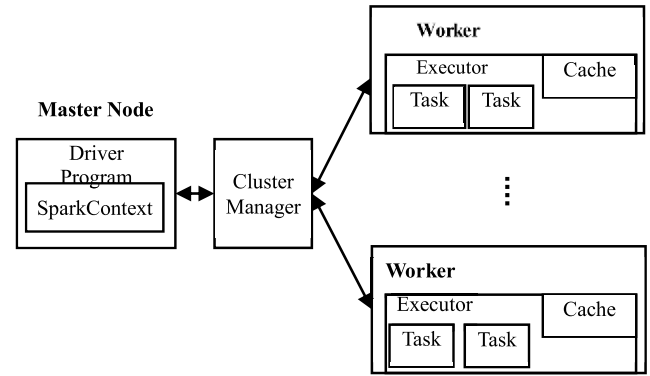 Worker
Executor
Cache
Task
Task
Master Node
Driver
Program
SparkContext
Cluster
Manager
Worker
Executor
Cache
Task
Task